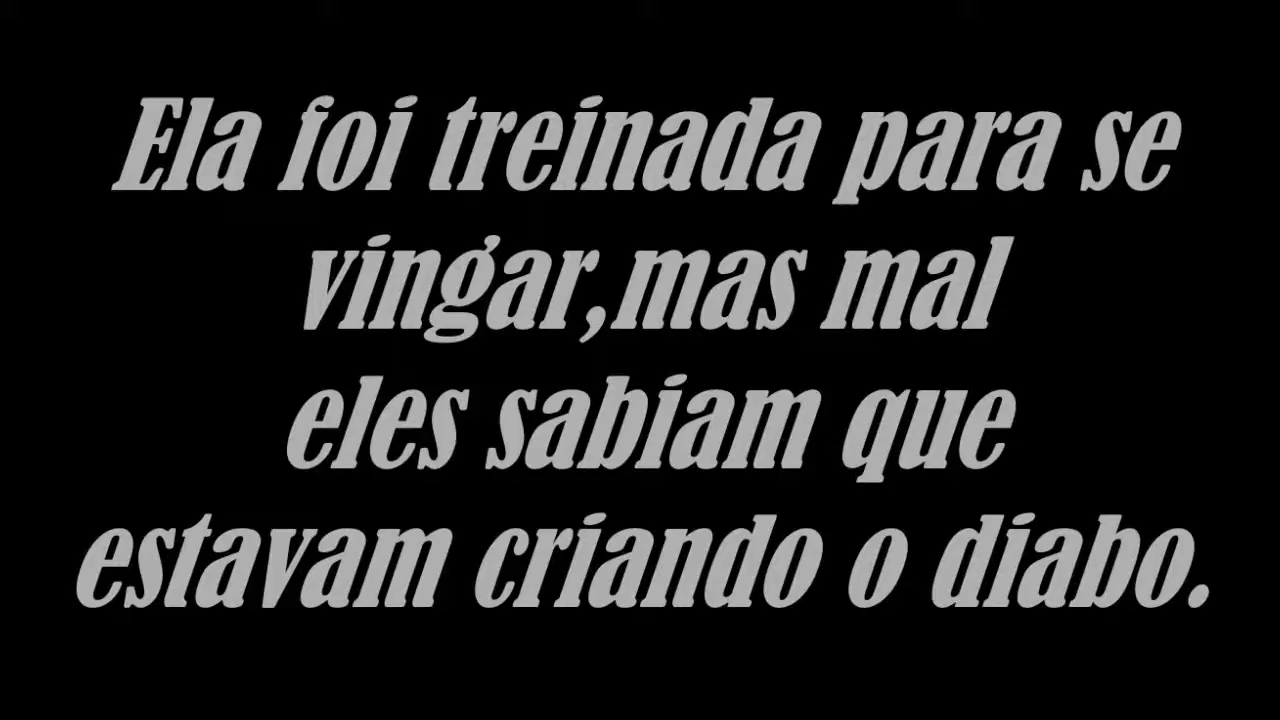 Ela foi treinada para se
vingar,mas mal
eles sabiam que
estavam criando o diabo.